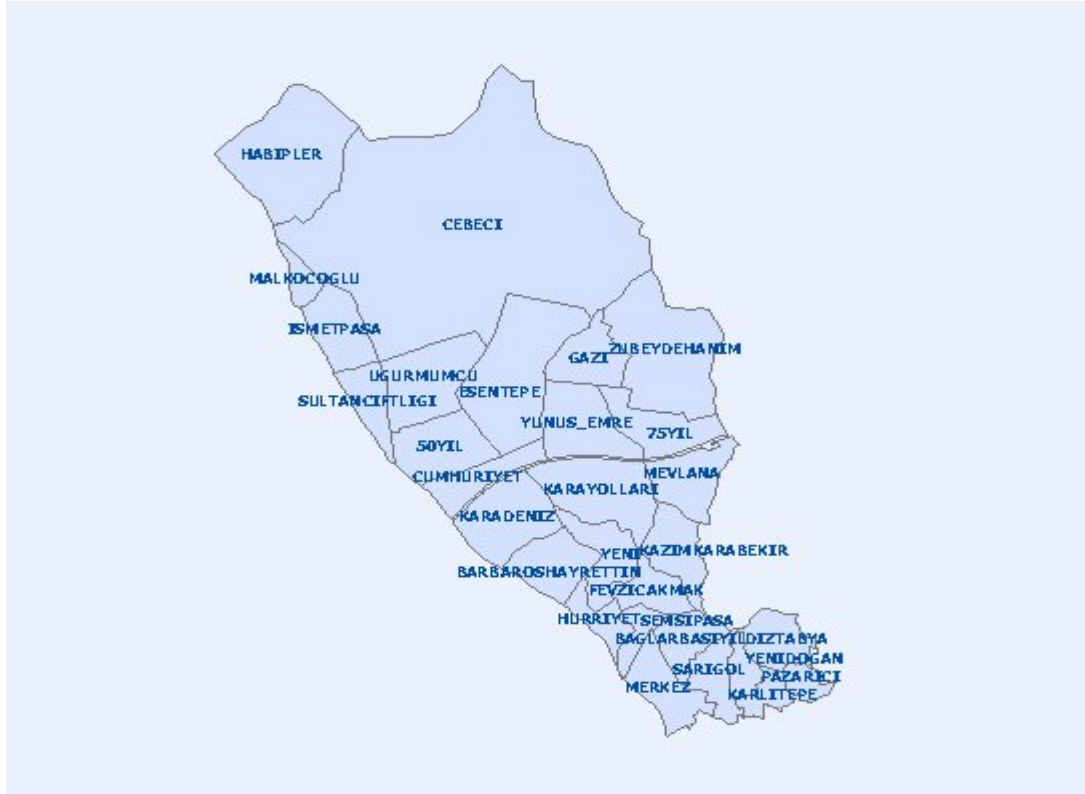 HABIPLER
CEBECI
MALKOCOGLU
ISMETPASA
GAZI
ZUBEYDEHANIM
UGURMUMCU
ESENTEPE
SULTANCIFTLIGI
YUNUS_EMRE
75YIL
50YIL
CUMHURIYET
MEVLANA
KARAYOLLARI
KARADENIZ
YENI
KAZIMKARABEKIR
BARBAROSHAYRETTIN
FEVZICAKMAK
HURRIYET
SEMSIPASA
BAGLARBASI
YILDIZTABYA
YENIDOGAN
SARIGOL
PAZARICI
MERKEZ
KARLITEPE